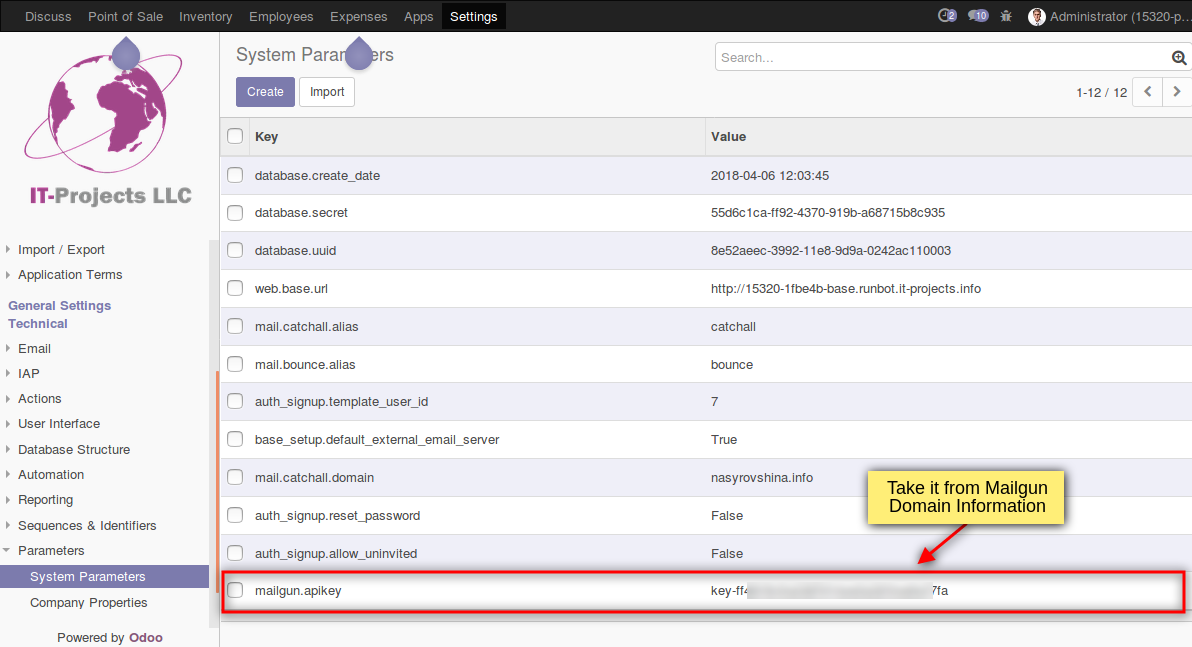 Discuss Point of Sale Inventory Employees Expenses Apps Settings 2 10 Administrator (15320-p...
System Parameters
Search...
Create Import
1-12 / 12
IT-Projects LLC
Import / Export
Application Terms
General Settings
Technical
Email
IAP
Actions
User Interface
Database Structure
Automation
Reporting
Sequences & Identifiers
Parameters
System Parameters
Company Properties
Powered by Odoo
Key Value
database.create_date 2018-04-06 12:03:45
database.secret 55d6c1ca-ff92-4370-919b-a68715b8c935
database.uuid 8e52aeec-3992-11e8-9d9a-0242ac110003
web.base.url http://15320-1fbe4b-base.runbot.it-projects.info
mail.catchall.alias catchall
mail.bounce.alias bounce
auth_signup.template_user_id 7
base_setup.default_external_email_server True
mail.catchall.domain nasyrovshina.info
auth_signup.reset_password False
auth_signup.allow_uninvited False
mailgun.apikey key-ff4 7fa
Take it from Mailgun
Domain Information